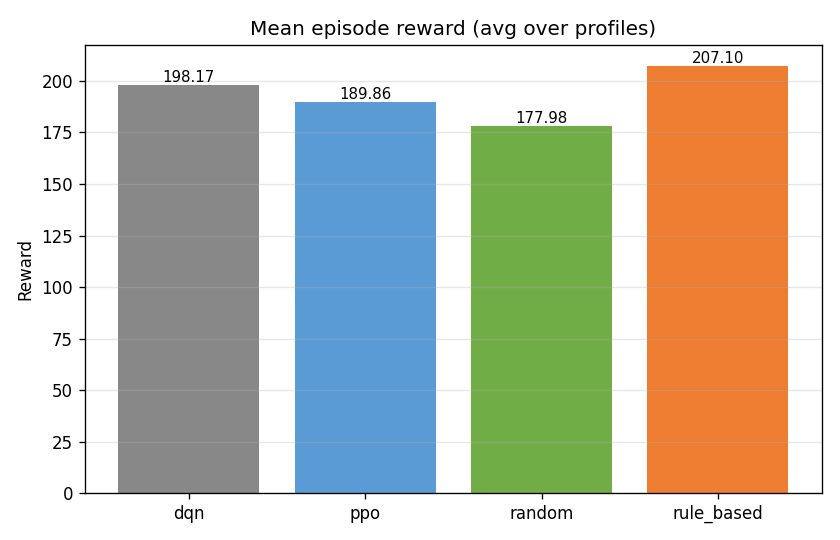 Mean episode reward (avg over profiles)
Reward
200
175
150
125
100
75
50
25
0
198.17
189.86
177.98
207.10
dqn
ppo
random
rule_based